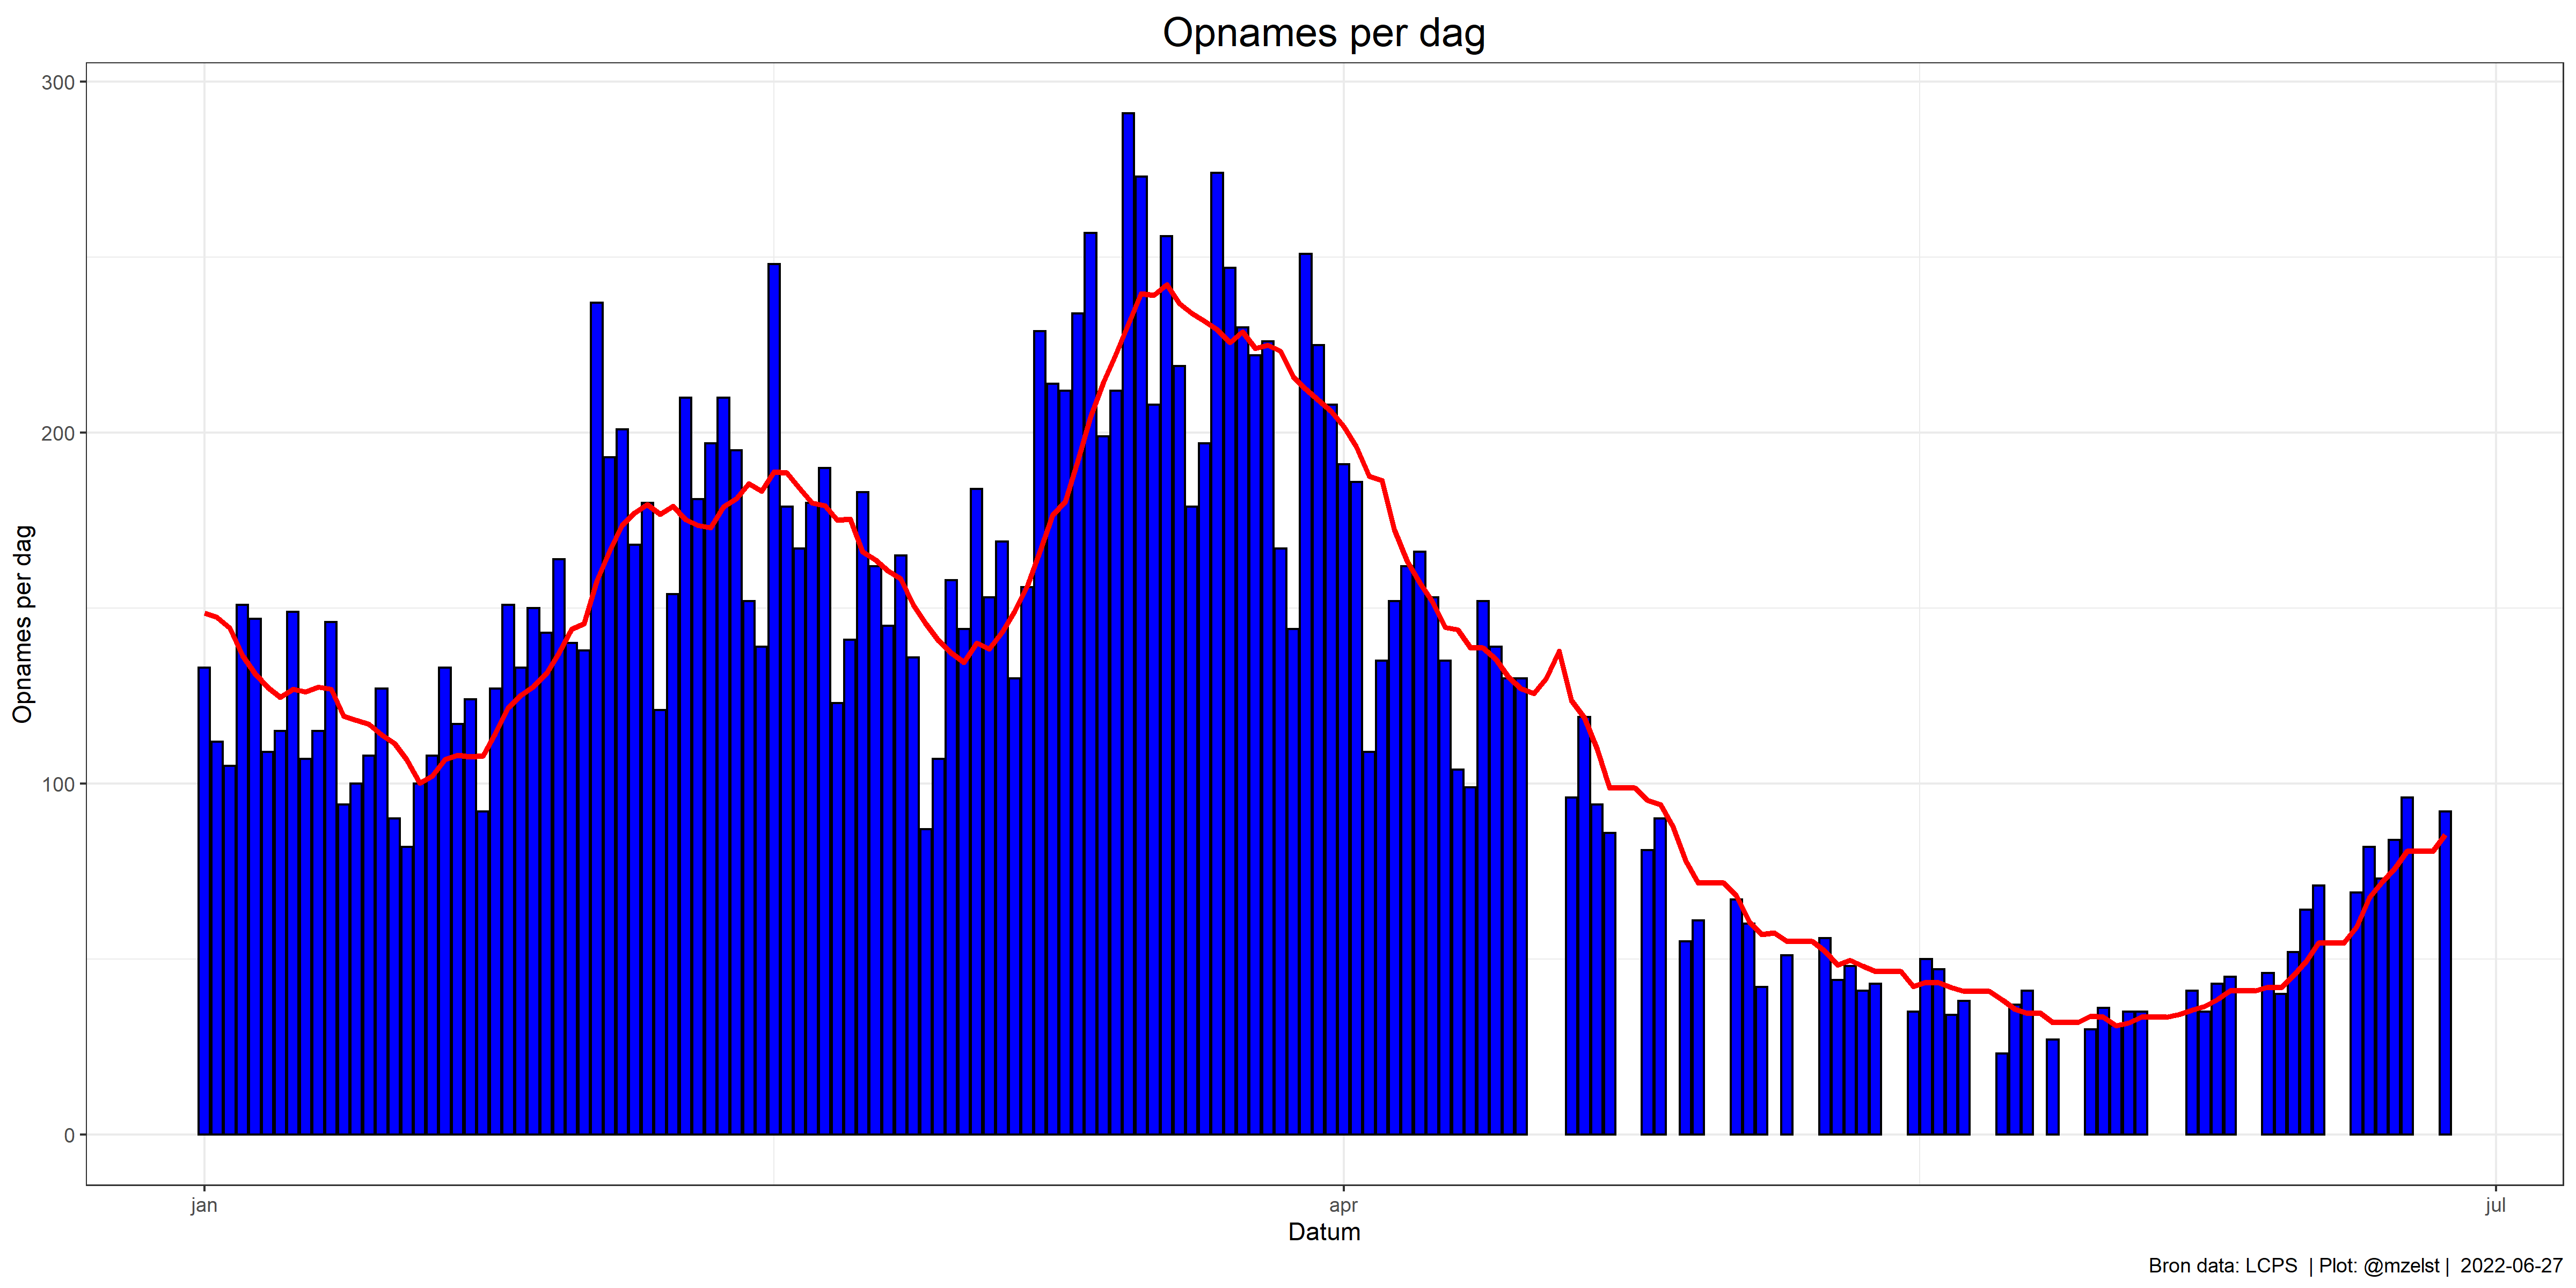 Opnames per dag
300
200
100
0
Opnames per dag
jan
apr
jul
Datum
Bron data: LCPS | Plot: @mzelst | 2022-06-27